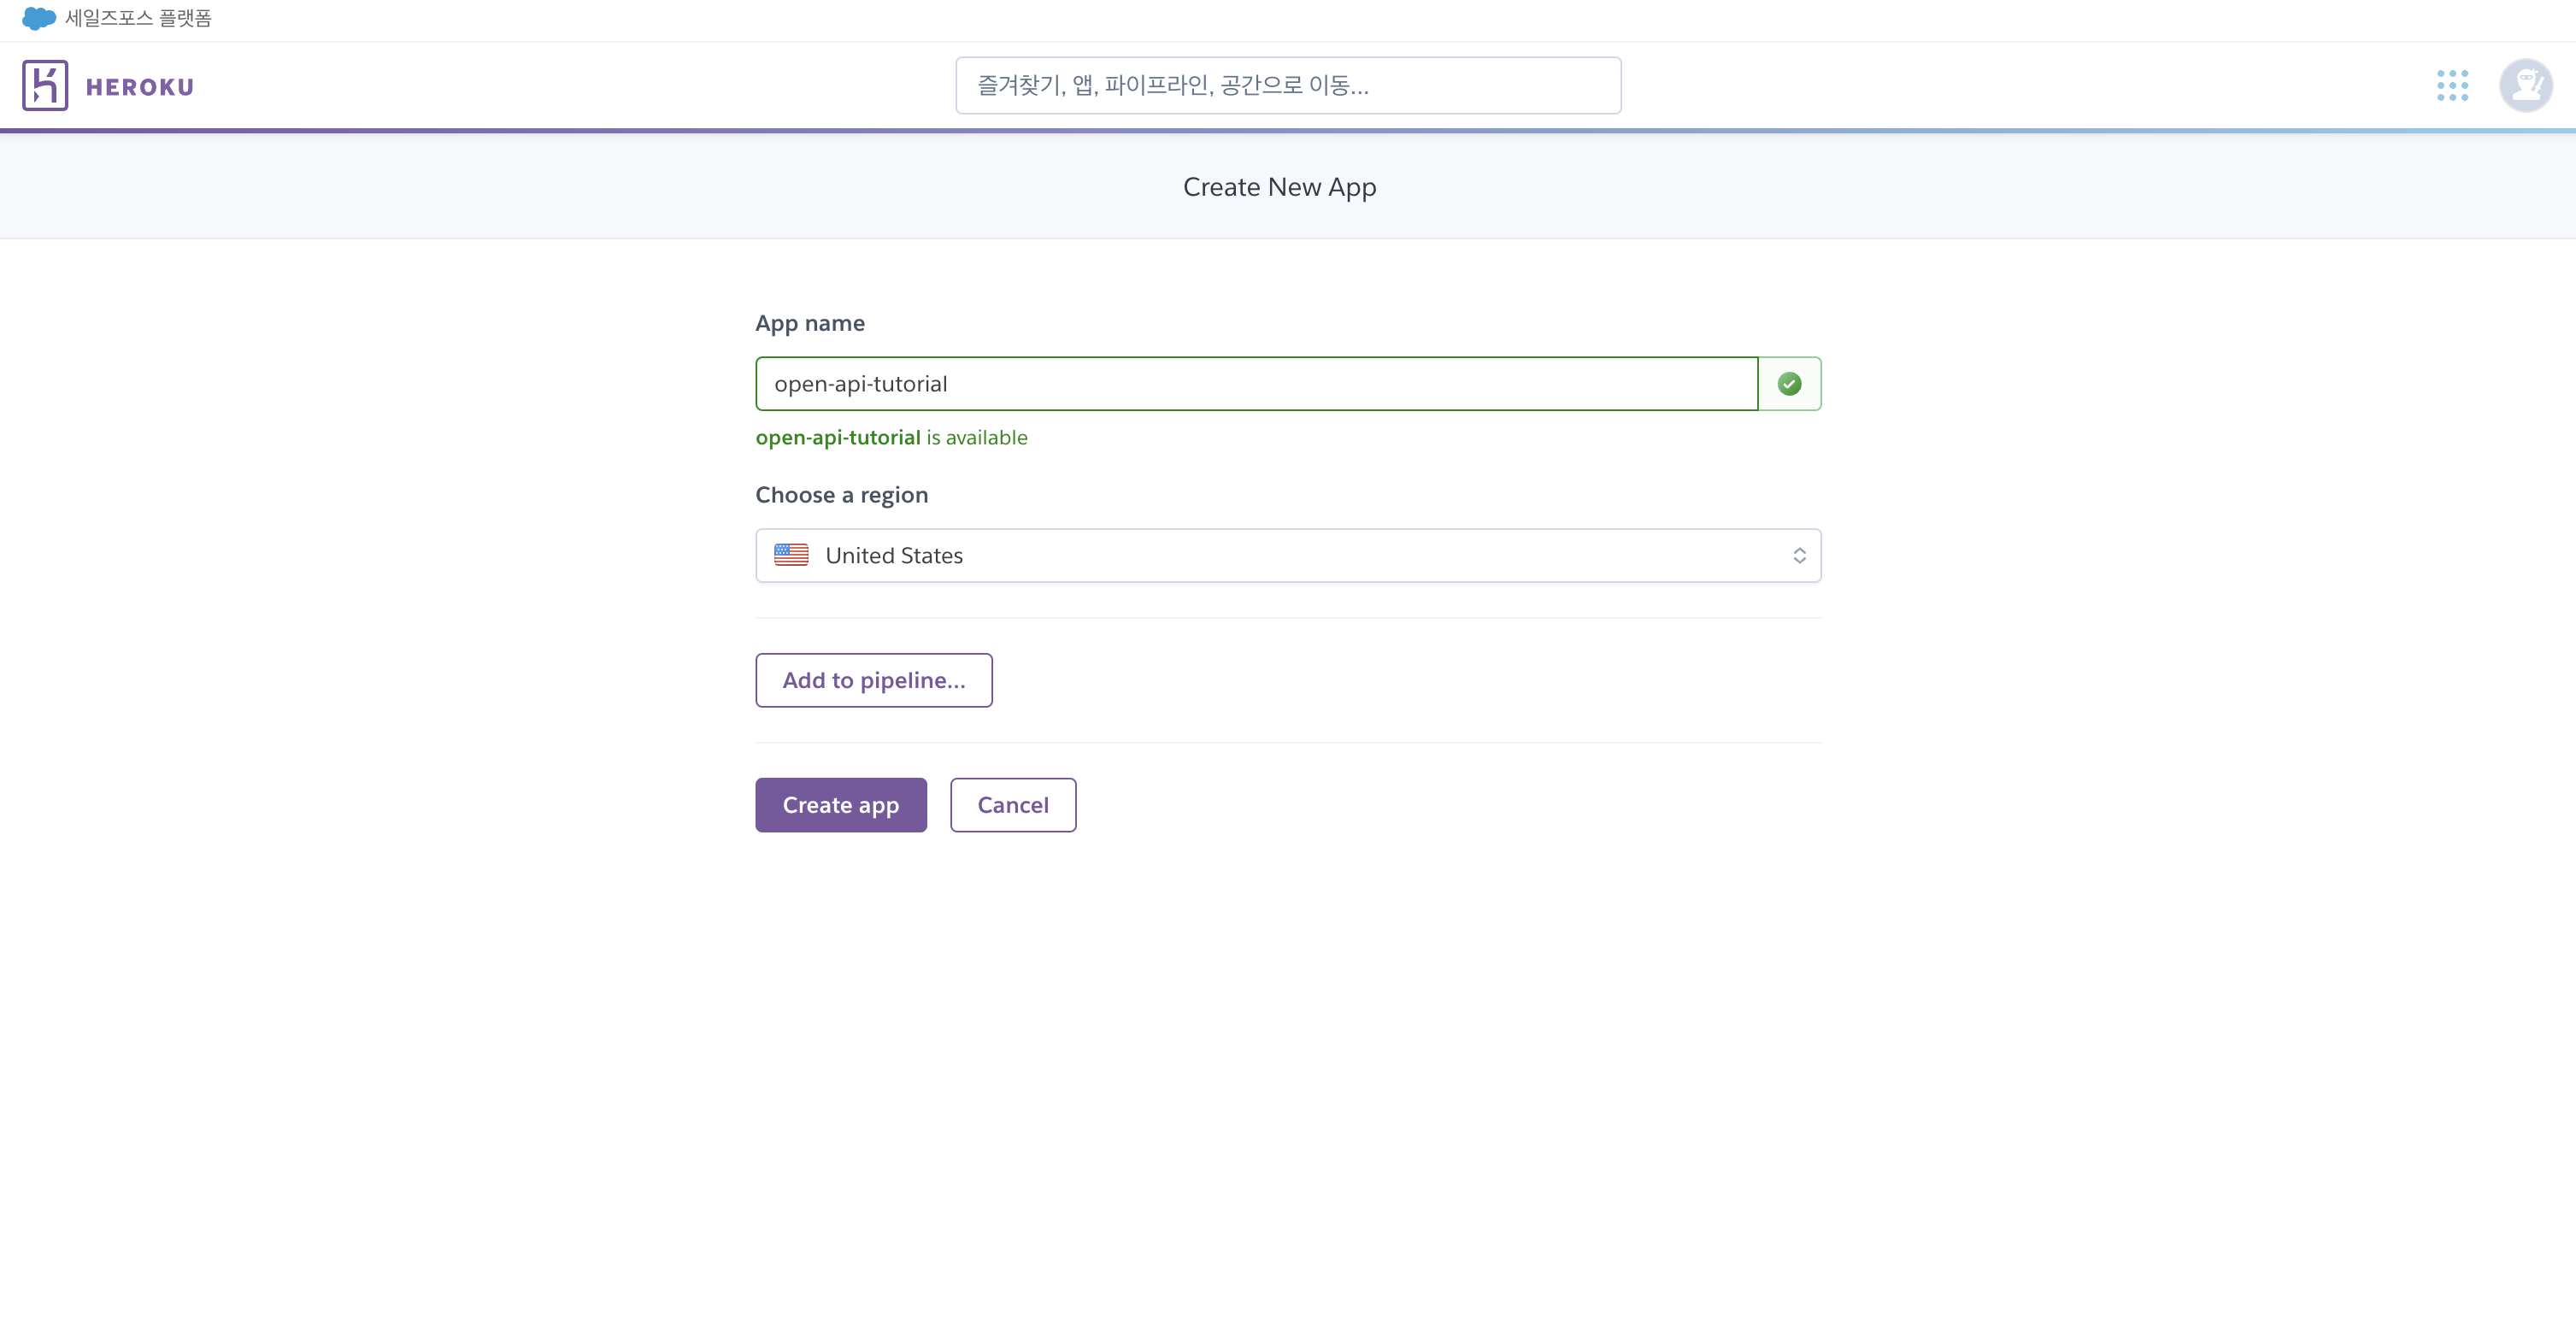 세일즈포스 플랫폼
HEROKU
즐겨찾기, 앱, 파이프라인, 공간으로 이동...
Create New App
App name
open-api-tutorial
open-api-tutorial is available
Choose a region
United States
Add to pipeline...
Create app
Cancel